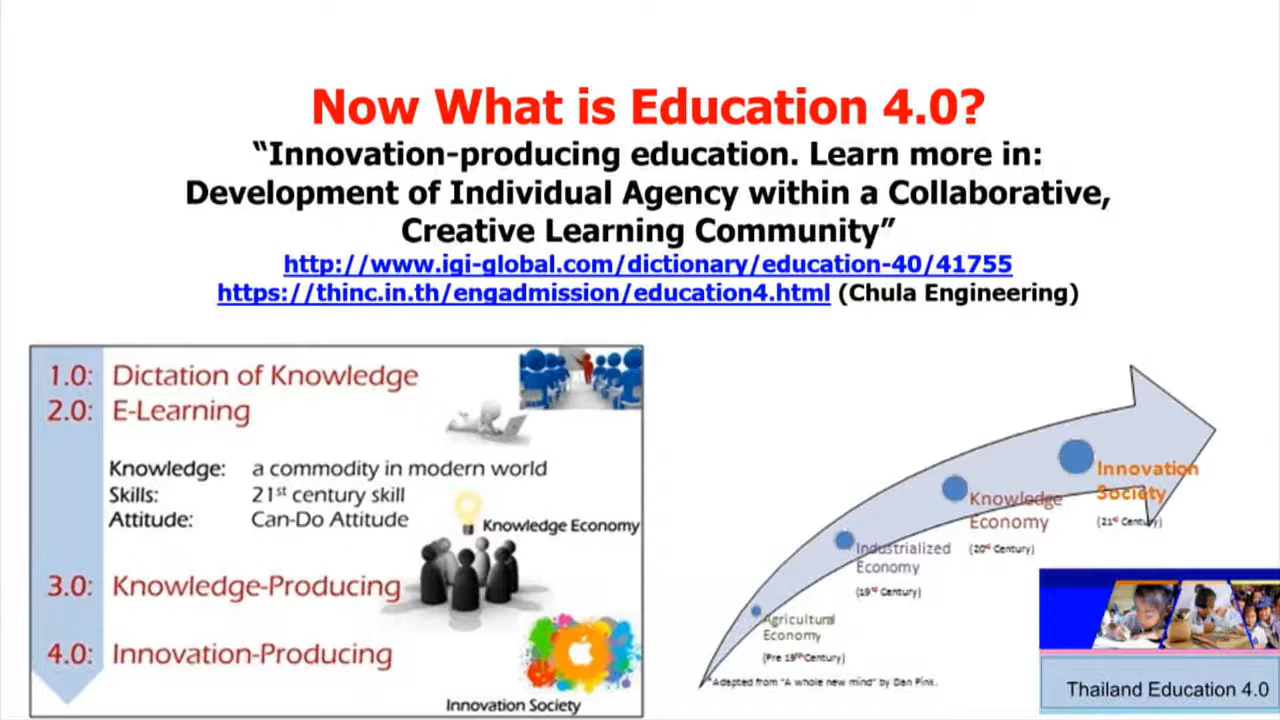 Now What is Education 4.0?
“Innovation-producing education. Learn more in:
Development of Individual Agency within a Collaborative,
Creative Learning Community”
http://www.igi-global.com/dictionary/education-40/41755
https://thinc.in.th/engadmission/education4.html (Chula Engineering)
1.0: Dictation of Knowledge
2.0: E-Learning
Knowledge: a commodity in modern world
Skills: 21st century skill
Attitude: Can-Do Attitude
Knowledge Economy
3.0: Knowledge-Producing
4.0: Innovation-Producing
Innovation Society
Innovation
Society
(21st Century)
Knowledge
Economy
(20st Century)
Industrialized
Economy
(19st Century)
Agricultural
Economy
(Pre 19st Century)
*Adapted from "A whole new mind" by Dan Pink.
Thailand Education 4.0